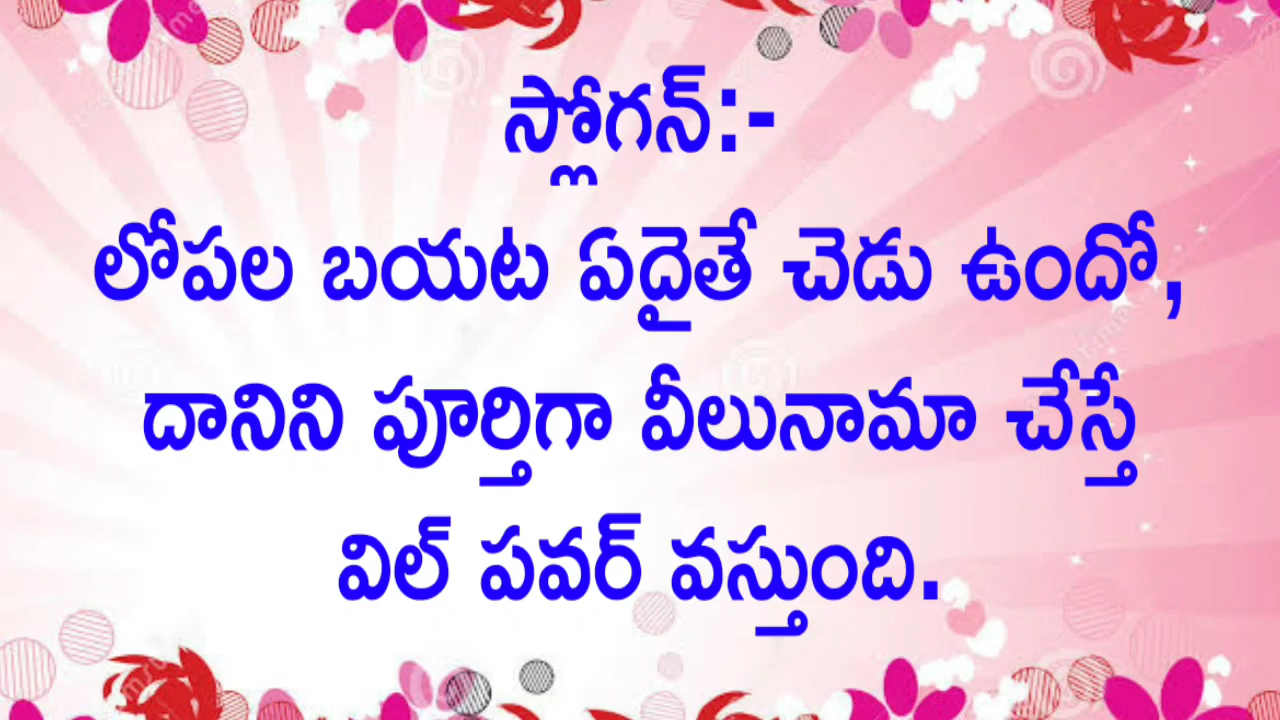 స్లోగన్:-
లోపల బయట ఏదైతే చెడు ఉందో,
దానిని పూర్తిగా వీలునామా చేస్తే
విల్ పవర్ వస్తుంది.